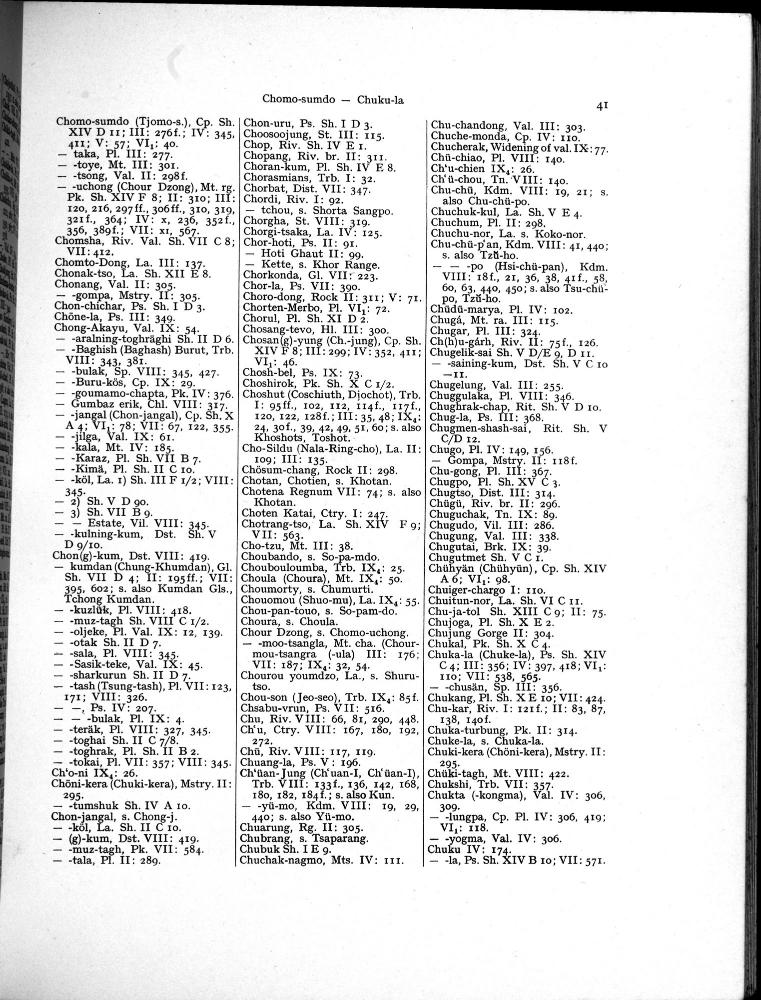 Chomo-sumdo — Chuku-la
41
Chomo-sumdo (Tjomo-s.), Cp. Sh.
XIV D 11; III: 276f.; IV: 345,
411; V: 57; VI₁: 40.
— taka, Pl. III: 277.
— -toye, Mt. III: 301.
— -tsong, Val. II: 298f.
— -uchong (Chour Dzong), Mt. rg.
Pk. Sh. XIV F 8; II: 310; III:
120, 216, 297ff., 306ff., 310, 319,
321f., 364; IV: x, 236, 352f.,
356, 389f.; VII: xi, 567.
Chomsha, Riv. Val. Sh. VII C 8;
VII: 412.
Chomto-Dong, La. III: 137.
Chonak-tso, La. Sh. XII E 8.
Chonang, Val. II: 305.
— -gompa, Mstry. II: 305.
Chon-chichar, Ps. Sh. I D 3.
Chöne-la, Ps. III: 349.
Chong-Akayu, Val. IX: 54.
— -aralning-toghräghi Sh. II D 6.
— -Baghish (Baghash) Burut, Trb.
VIII: 343, 381.
— -bulak, Sp. VIII: 345, 427.
— -Buru-kös, Cp. IX: 29.
— -goumamo-chapta, Pk. IV: 376.
— Gumbaz erik, Chl. VIII: 317.
— -jangal (Chon-jangal), Cp. Sh. X
A 4; VI₁: 78; VII: 67, 122, 355.
— -jilga, Val. IX: 61.
— -kala, Mt. IV: 185.
— -Karaz, Pl. Sh. VII B 7.
— -Kimä, Pl. Sh. II C 10.
— -köl, La. 1) Sh. III F 1/2; VIII:
345.
— 2) Sh. V D 90.
— 3) Sh. VII B 9.
— — Estate, Vil. VIII: 345.
— -kulning-kum, Dst. Sh. V
D 9/10.
Chon(g)-kum, Dst. VIII: 419.
— kumdan (Chung-Khumdan), Gl.
Sh. VII D 4; II: 195ff.; VII:
395, 602; s. also Kumdan Gls.,
Tchong Kumdan.
— -kuzlük, Pl. VIII: 418.
— -muz-tagh Sh. VIII C 1/2.
— -oljeke, Pl. Val. IX: 12, 139.
— -otak Sh. II D 7.
— -sala, Pl. VIII: 345.
— -Sasik-teke, Val. IX: 45.
— -sharkurun Sh. II D 7.
— -tash (Tsung-tash), Pl. VII: 123,
171; VIII: 326.
— —, Ps. IV: 207.
— — -bulak, Pl. IX: 4.
— -teräk, Pl. VIII: 327, 345.
— -toghai Sh. II C 7/8.
— -toghrak, Pl. Sh. II B 2.
— -tokai, Pl. VII: 357; VIII: 345.
Ch'o-ni IX₄: 26.
Chöni-kera (Chuki-kera), Mstry. II:
295.
— -tumshuk Sh. IV A 10.
Chon-jangal, s. Chong-j.
— -köl, La. Sh. II C 10.
— (g)-kum, Dst. VIII: 419.
— -muz-tagh, Pk. VII: 584.
— -tala, Pl. II: 289.
Chon-uru, Ps. Sh. I D 3.
Choosoojung, St. III: 115.
Chop, Riv. Sh. IV E 1.
Chopang, Riv. br. II: 311.
Choran-kum, Pl. Sh. IV E 8.
Chorasmians, Trb. I: 32.
Chorbat, Dist. VII: 347.
Chordi, Riv. I: 92.
— tchou, s. Shorta Sangpo.
Chorgha, St. VIII: 319.
Chorgi-tsaka, La. IV: 125.
Chor-hoti, Ps. II: 91.
— Hoti Ghaut II: 99.
— Kette, s. Khor Range.
Chorkonda, Gl. VII: 223.
Chor-la, Ps. VII: 390.
Choro-dong, Rock II: 311; V: 71.
Chorten-Merbo, Pl. VI₁: 72.
Chorul, Pl. Sh. XI D 2.
Chosang-tevo, Hl. III: 300.
Chosan(g)-yung (Ch.-jung), Cp. Sh.
XIV F 8; III: 299; IV: 352, 411;
VI₁: 46.
Chosh-bel, Ps. IX: 73.
Choshirok, Pk. Sh. X C 1/2.
Choshut (Coschiuth, Djochot), Trb.
I: 95ff., 102, 112, 114f., 117f.,
120, 122, 128f.; III: 35, 48; IX₄:
24, 30f., 39, 42, 49, 51, 60; s. also
Khoshots, Toshot.
Cho-Sildu (Nala-Ring-cho), La. II:
109; III: 135.
Chösum-chang, Rock II: 298.
Chotan, Chotien, s. Khotan.
Chotena Regnum VII: 74; s. also
Khotan.
Choten Katai, Ctry. I: 247.
Chotrang-tso, La. Sh. XIV F 9;
VII: 563.
Cho-tzu, Mt. III: 38.
Choubando, s. So-pa-mdo.
Choubouloumba, Trb. IX₄: 25.
Choula (Choura), Mt. IX₄: 50.
Choumorty, s. Chumurti.
Chouomoi (Shuo-mu), La. IX₄: 55.
Chou-pan-touo, s. So-pam-do.
Choura, s. Choula.
Chour Dzong, s. Chomo-uchong.
— -moo-tsangla, Mt. cha. (Chour-
mou-tsangra (-ula) III: 176;
VII: 187; IX₄: 32, 54.
Chourou youmdzo, La., s. Shuru-
tso.
Chou-son (Jeo-seo), Trb. IX₄: 85f.
Chsabu-vrun, Ps. VII: 516.
Chu, Riv. VIII: 66, 81, 290, 448.
Ch'u, Ctry. VIII: 167, 180, 192,
272.
Chü, Riv. VIII: 117, 119.
Chuang-la, Ps. V: 196.
Ch'üan-Jung (Ch'uan-I, Ch'üan-I),
Trb. VIII: 133f., 136, 142, 168,
180, 182, 184f.; s. also Kun.
— -yü-mo, Kdm. VIII: 19, 29,
440; s. also Yü-mo.
Chuarung, Rg. II: 305.
Chubrang, s. Tsaparang.
Chubuk Sh. I E 9.
Chuchak-nagmo, Mts. IV: 111.
Chu-chandong, Val. III: 303.
Chuche-monda, Cp. IV: 110.
Chucherak, Widening of val. IX: 77.
Chü-chiao, Pl. VIII: 140.
Ch'u-chien IX₄: 26.
Ch'ü-chou, Tn. VIII: 140.
Chu-chü, Kdm. VIII: 19, 21; s.
also Chu-chü-po.
Chuchuk-kul, La. Sh. V E 4.
Chuchum, Pl. II: 298.
Chuchu-nor, La. s. Koko-nor.
Chu-chü-p'an, Kdm. VIII: 41, 440;
s. also Tzŭ-ho.
— — -po (Hsi-chü-pan), Kdm.
VIII: 18f., 21, 36, 38, 41f., 58,
60, 63, 440, 450; s. also Tsu-chü-
po, Tzŭ-ho.
Chüdü-marya, Pl. IV: 102.
Chugá, Mt. ra. III: 115.
Chugar, Pl. III: 324.
Ch(h)u-gárh, Riv. II: 75f., 126.
Chugelik-sai Sh. V D/E 9, D 11.
— -saining-kum, Dst. Sh. V C 10
—11.
Chugelung, Val. III: 255.
Chuggulaka, Pl. VIII: 346.
Chughrak-chap, Rit. Sh. V D 10.
Chug-la, Ps. III: 368.
Chugmen-shash-sai, Rit. Sh. V
C/D 12.
Chugo, Pl. IV: 149, 156.
— Gompa, Mstry. II: 118f.
Chu-gong, Pl. III: 367.
Chugpo, Pl. Sh. XV C 3.
Chugtso, Dist. III: 314.
Chügü, Riv. br. II: 296.
Chuguchak, Tn. IX: 89.
Chugudo, Vil. III: 286.
Chugung, Val. III: 338.
Chugutai, Brk. IX: 39.
Chugutmet Sh. V C 1.
Chühyän (Chühyün), Cp. Sh. XIV
A 6; VI₁: 98.
Chuiger-chargo I: 110.
Chuitun-nor, La. Sh. VI C 11.
Chu-ja-tol Sh. XIII C 9; II: 75.
Chujoga, Pl. Sh. X E 2.
Chujung Gorge II: 304.
Chukal, Pk. Sh. X C 4.
Chuka-la (Chuke-la), Ps. Sh. XIV
C 4; III: 356; IV: 397, 418; VI₁:
110; VII: 538, 565.
— -chusän, Sp. III: 356.
Chukang, Pl. Sh. X E 10; VII: 424.
Chu-kar, Riv. I: 121f.; II: 83, 87,
138, 140f.
Chuka-turbung, Pk. II: 314.
Chuke-la, s. Chuka-la.
Chuki-kera (Chöni-kera), Mstry. II:
295.
Chüki-tagh, Mt. VIII: 422.
Chukshi, Trb. VII: 357.
Chukta (-kongma), Val. IV: 306,
309.
— -lungpa, Cp. Pl. IV: 306, 419;
VI₁: 118.
— -yogma, Val. IV: 306.
Chuku IV: 174.
— -la, Ps. Sh. XIV B 10; VII: 571.